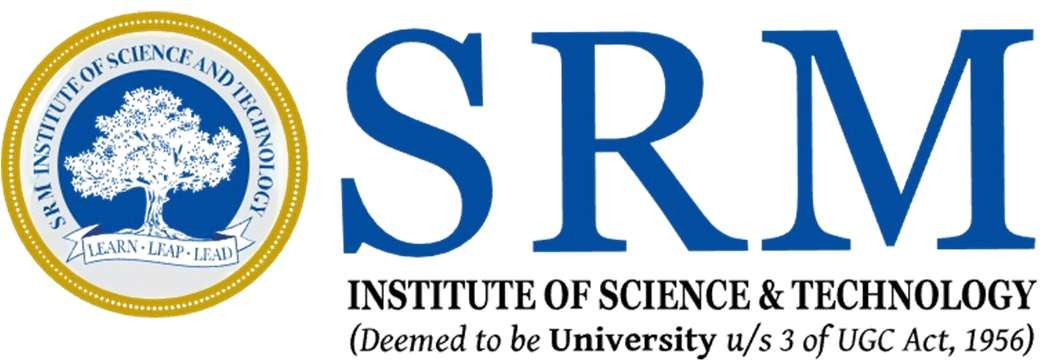 SRM INSTITUTE OF SCIENCE AND TECHNOLOGY
LEARN · LEAP · LEAD
SRM
INSTITUTE OF SCIENCE & TECHNOLOGY
(Deemed to be University u/s 3 of UGC Act, 1956)